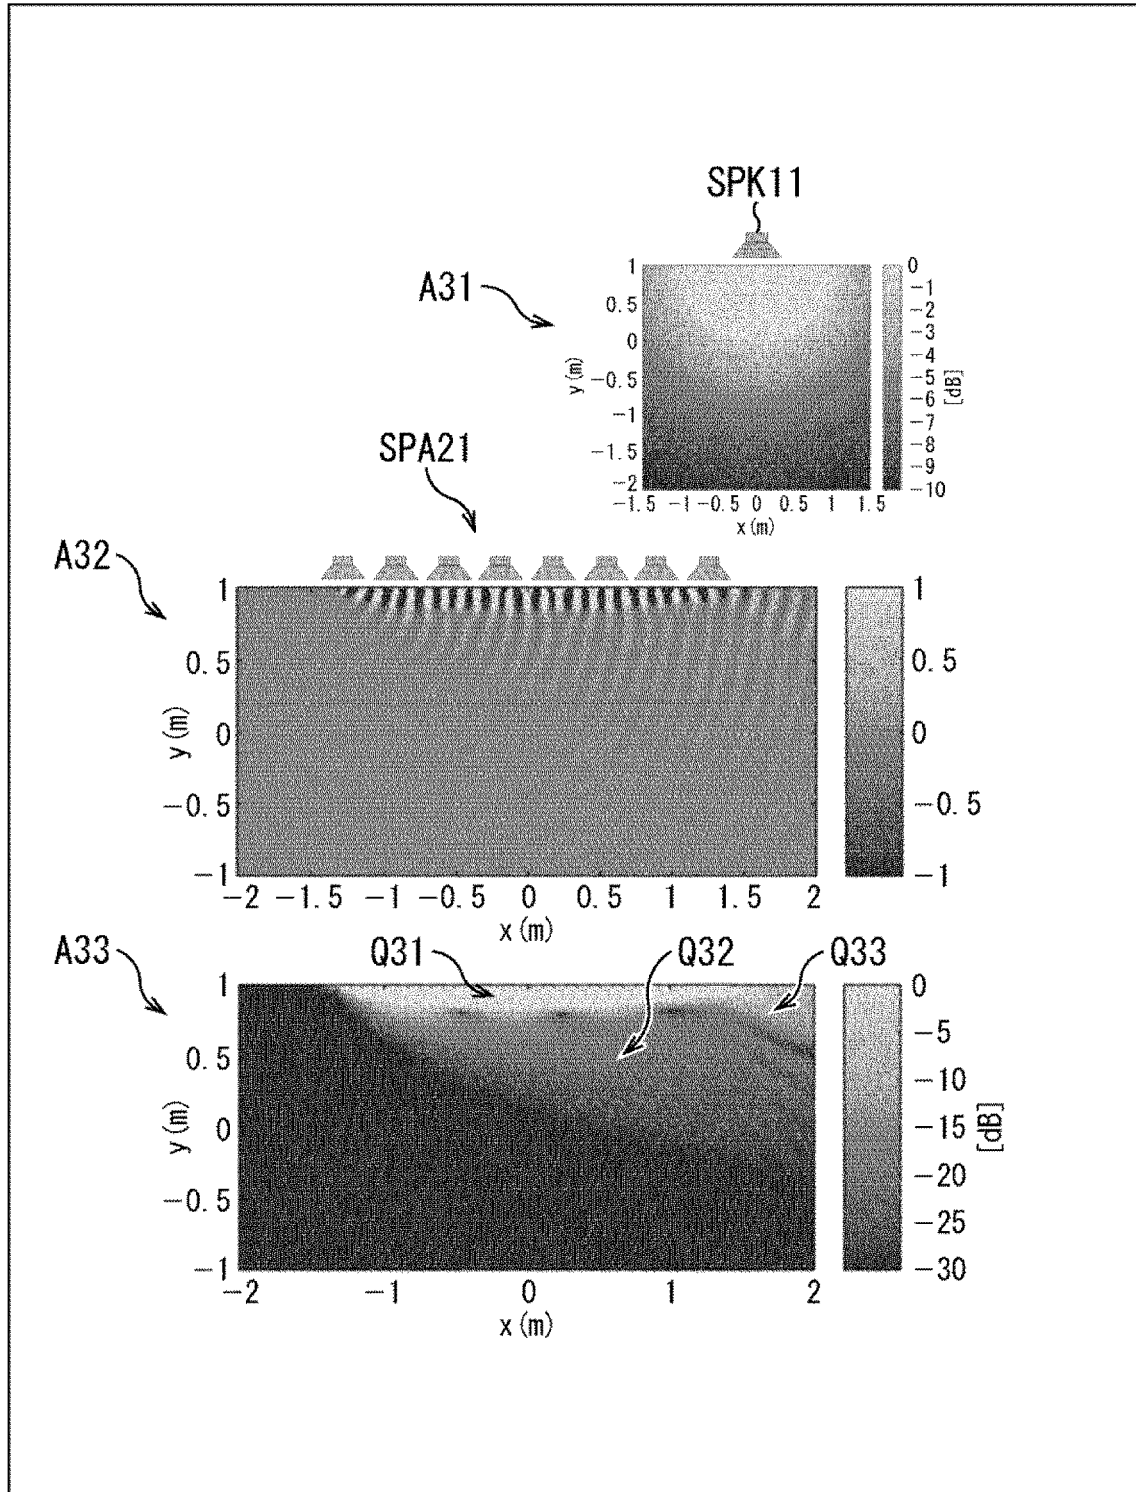 SPK11
A31
1
0.5
0
−0.5
−1
−1.5
−2
y(m)
−1.5 −1 −0.5 0 0.5 1 1.5
x(m)
0
−1
−2
−3
−4
−5
−6
−7
−8
−9
−10
[dB]
SPA21
A32
1
0.5
0
−0.5
−1
y(m)
−2 −1.5 −1 −0.5 0 0.5 1 1.5 2
x(m)
1
0.5
0
−0.5
−1
A33
Q31
Q32
Q33
1
0.5
0
−0.5
−1
y(m)
−2 −1 0 1 2
x(m)
0
−5
−10
−15
−20
−25
−30
[dB]